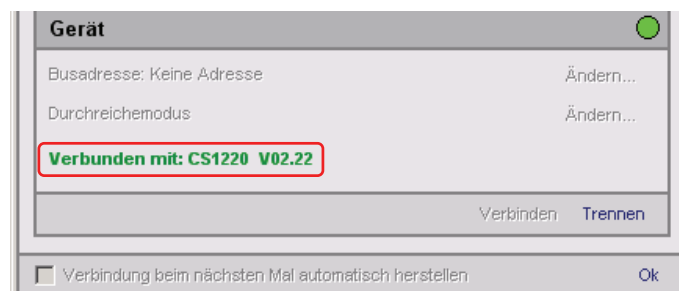 Gerät
Busadresse: Keine Adresse Ändern...
Durchreichemodus Ändern...
Verbunden mit: CS1220 V02.22
Verbinden Trennen
Verbindung beim nächsten Mal automatisch herstellen Ok